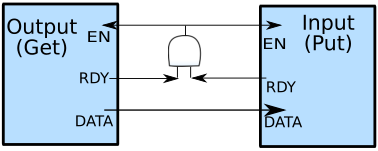 Output
(Get)
EN
RDY
DATA
Input
(Put)
EN
RDY
DATA